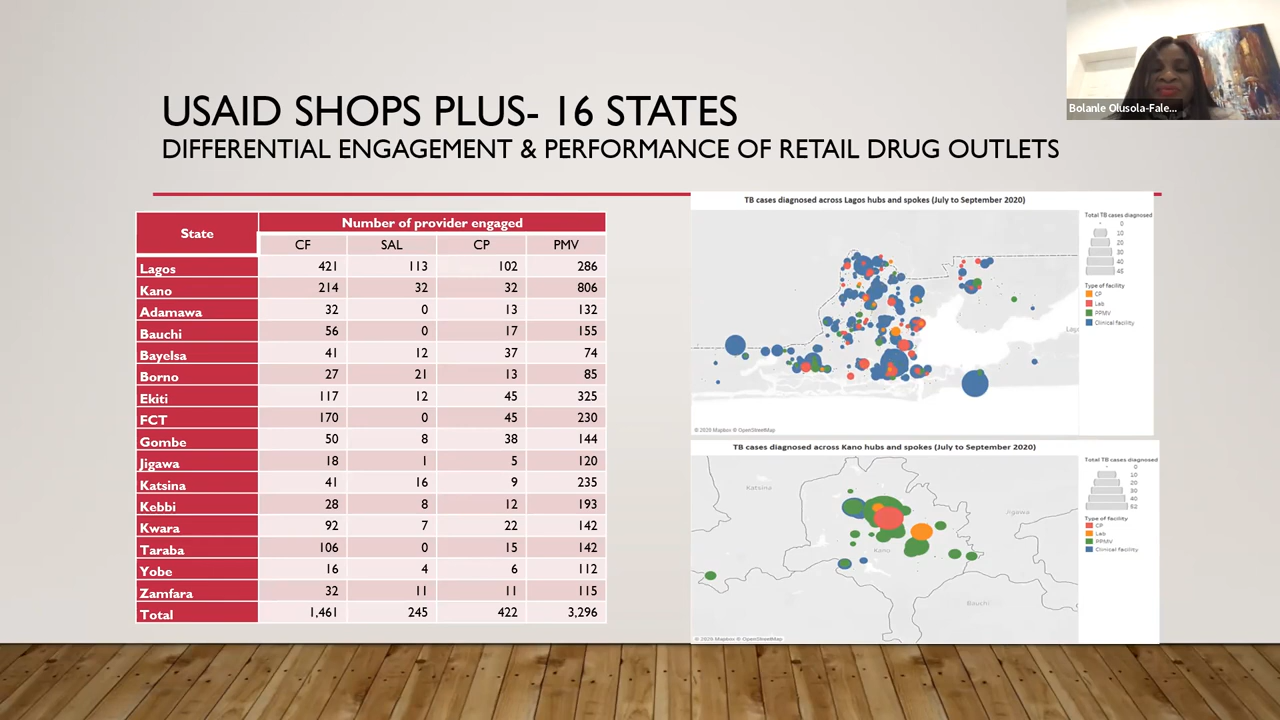 USAID SHOPS PLUS- 16 STATES
DIFFERENTIAL ENGAGEMENT & PERFORMANCE OF RETAIL DRUG OUTLETS
Bolanle Olusola-Fale...
State Number of provider engaged
CF SAL CP PMV
Lagos 421 113 102 286
Kano 214 32 32 806
Adamawa 32 0 13 132
Bauchi 56 0 17 155
Bayelsa 41 12 37 74
Borno 27 21 13 85
Ekiti 117 12 45 325
FCT 170 0 45 230
Gombe 50 8 38 144
Jigawa 18 1 5 120
Katsina 41 16 9 235
Kebbi 28 8 12 193
Kwara 92 7 22 142
Taraba 106 0 15 142
Yobe 16 4 6 112
Zamfara 32 11 11 115
Total 1,461 245 422 3,296
TB cases diagnosed across Lagos hubs and spokes (July to September 2020)
Total TB cases diagnosed
0
10
20
30
40
45
Type of facility
CP
Lab
PPMV
Clinical facility
© 2020 Mapbox © OpenStreetMap
TB cases diagnosed across Kano hubs and spokes (July to September 2020)
Total TB cases diagnosed
0
10
20
30
40
62
Type of facility
CP
Lab
PPMV
Clinical facility
Katsina
Jigawa
Kano
Bauchi
© 2020 Mapbox © OpenStreetMap